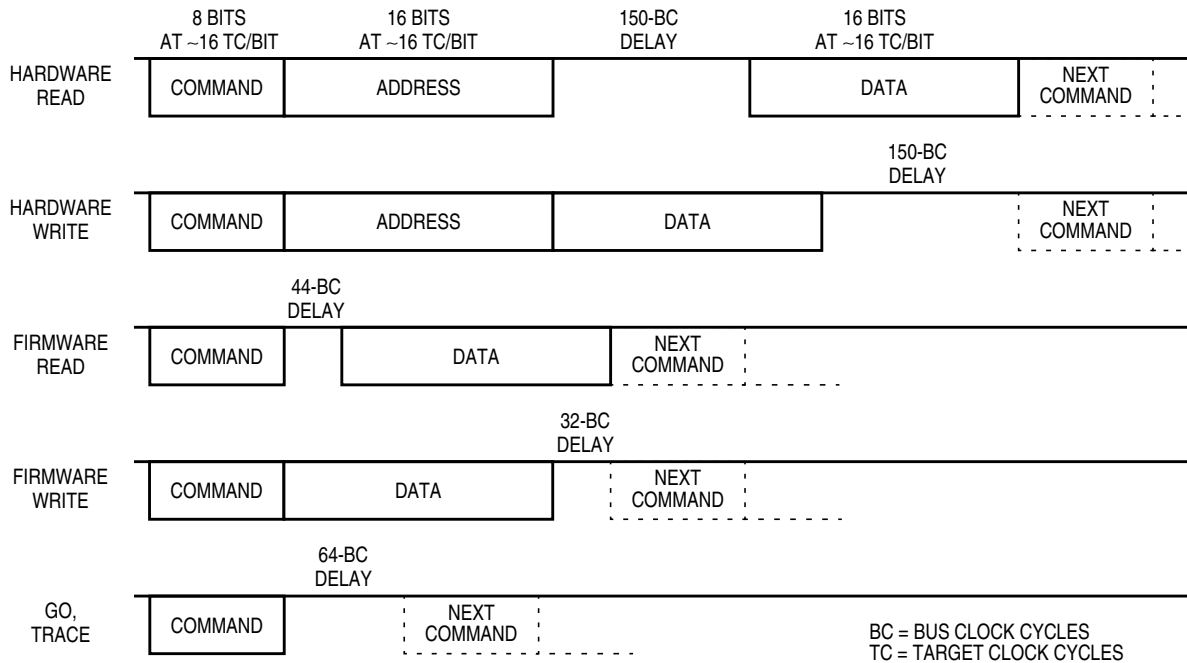 8 BITS
AT ~16 TC/BIT
16 BITS
AT ~16 TC/BIT
150-BC
DELAY
16 BITS
AT ~16 TC/BIT
HARDWARE
READ
COMMAND
ADDRESS
DATA
NEXT
COMMAND
150-BC
DELAY
HARDWARE
WRITE
COMMAND
ADDRESS
DATA
NEXT
COMMAND
44-BC
DELAY
FIRMWARE
READ
COMMAND
DATA
NEXT
COMMAND
32-BC
DELAY
FIRMWARE
WRITE
COMMAND
DATA
NEXT
COMMAND
64-BC
DELAY
GO,
TRACE
COMMAND
NEXT
COMMAND
BC = BUS CLOCK CYCLES
TC = TARGET CLOCK CYCLES